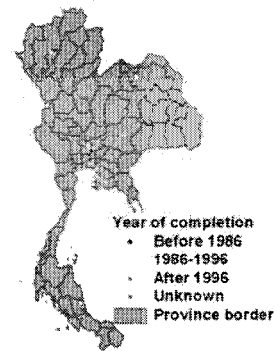 Year of completion
Before 1986
1986-1996
After 1996
Unknown
Province border